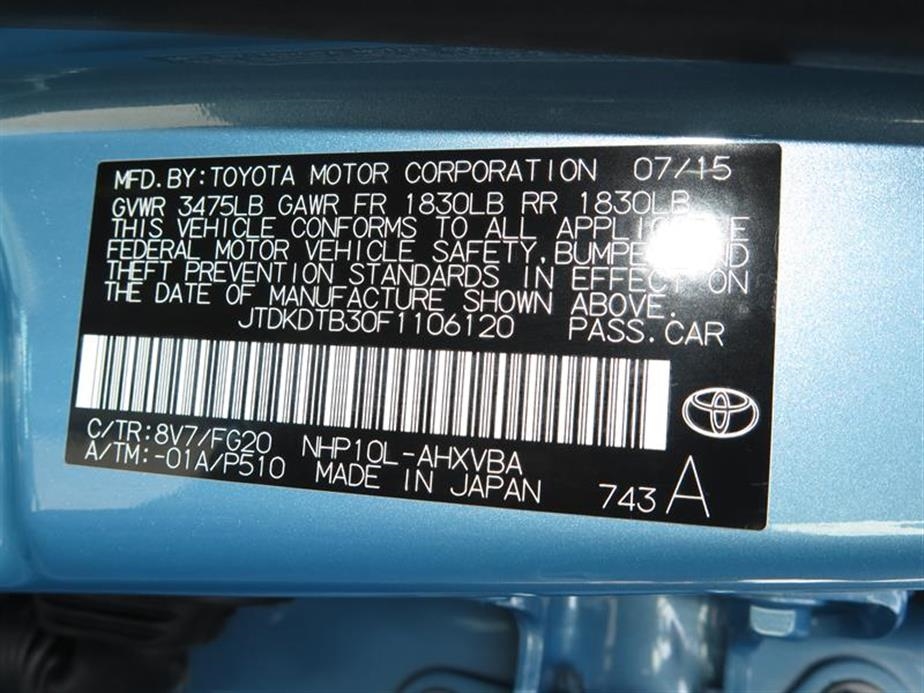 MFD. BY: TOYOTA MOTOR CORPORATION 07/15
GVWR 3475LB GAWR FR 1830LB RR 1830LB
THIS VEHICLE CONFORMS TO ALL
FEDERAL MOTOR VEHICLE SAFETY, 
THEFT PREVENTION STANDARDS IN EFFECT ON
THE DATE OF MANUFACTURE SHOWN ABOVE.
JTDKDTB30F1106120 PASS. CAR
C/TR: 8V7/FG20 NHP10L-AHXVBA
A/TM: -01A/P510 MADE IN JAPAN 743 A